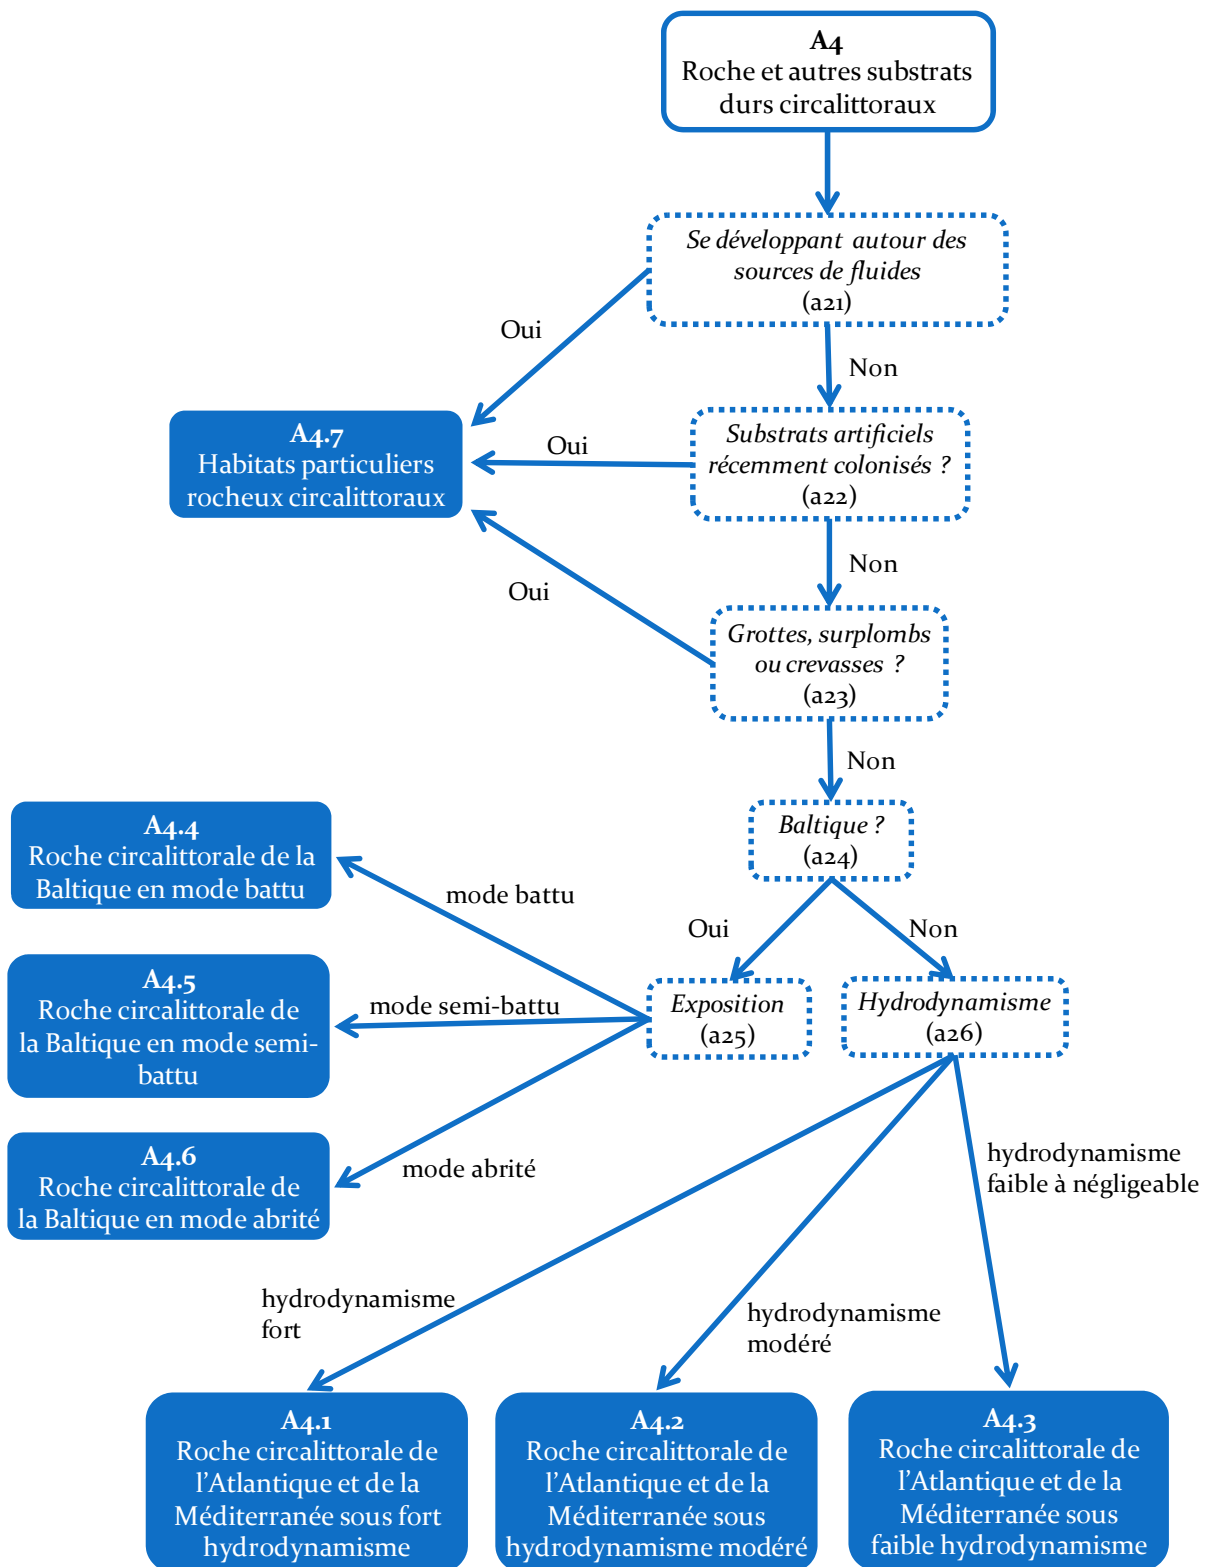 A4
Roche et autres substrats
durs circalittoraux
Se développant autour des
sources de fluides
(a21)
Oui
Non
A4.7
Habitats particuliers
rocheux circalittoraux
Oui
Substrats artificiels
récemment colonisés ?
(a22)
Non
Oui
Grottes, surplombs
ou crevasses ?
(a23)
Non
Baltique ?
(a24)
A4.4
Roche circalittorale de la
Baltique en mode battu
mode battu
Oui
Non
A4.5
Roche circalittorale de
la Baltique en mode semi-
battu
mode semi-battu
Exposition
(a25)
Hydrodynamisme
(a26)
A4.6
Roche circalittorale de
la Baltique en mode abrité
mode abrité
hydrodynamisme
faible à négligeable
hydrodynamisme
fort
hydrodynamisme
modéré
A4.1
Roche circalittorale de
l’Atlantique et de la
Méditerranée sous fort
hydrodynamisme
A4.2
Roche circalittorale de
l’Atlantique et de la
Méditerranée sous
hydrodynamisme modéré
A4.3
Roche circalittorale de
l’Atlantique et de la
Méditerranée sous
faible hydrodynamisme